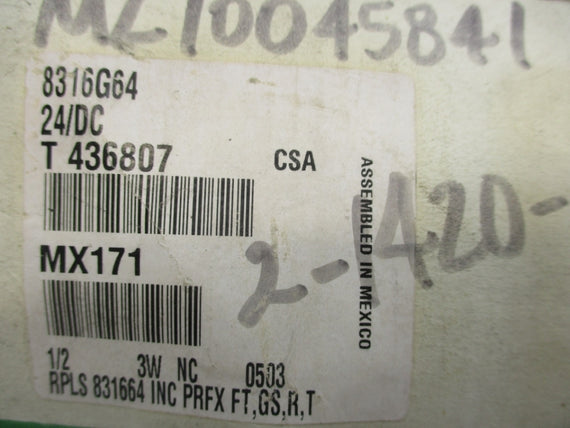 MZ10045841
8316G64
24/DC
T 436807 CSA
MX171
ASSEMBLED IN MEXICO
2-1420-
1/2 3W NC 0503
RPLS 831664 INC PRFX FT,GS,R,T